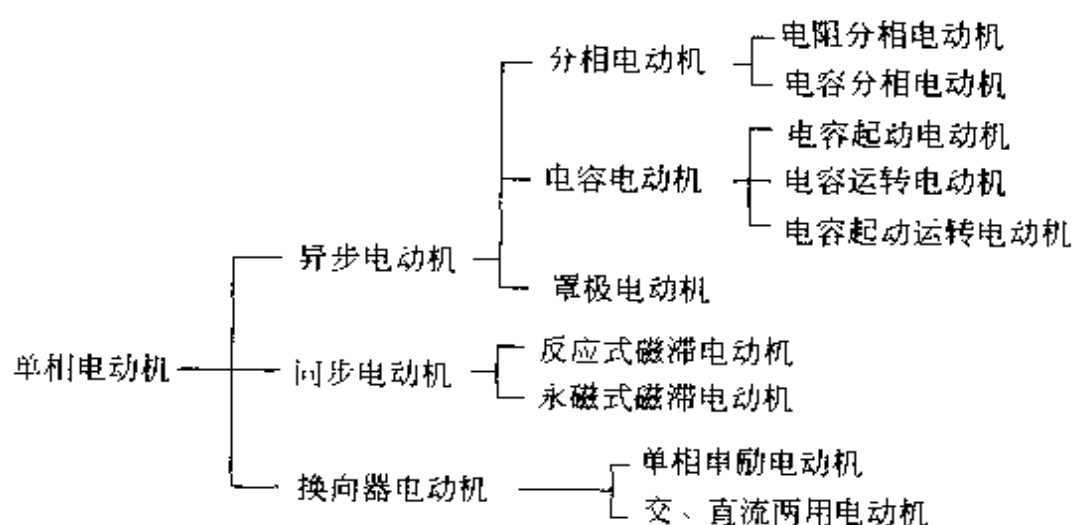 单相电动机
异步电动机
分相电动机
电阻分相电动机
电容分相电动机
电容电动机
电容起动电动机
电容运转电动机
电容起动运转电动机
罩极电动机
同步电动机
反应式磁滞电动机
永磁式磁滞电动机
换向器电动机
单相串励电动机
交、直流两用电动机